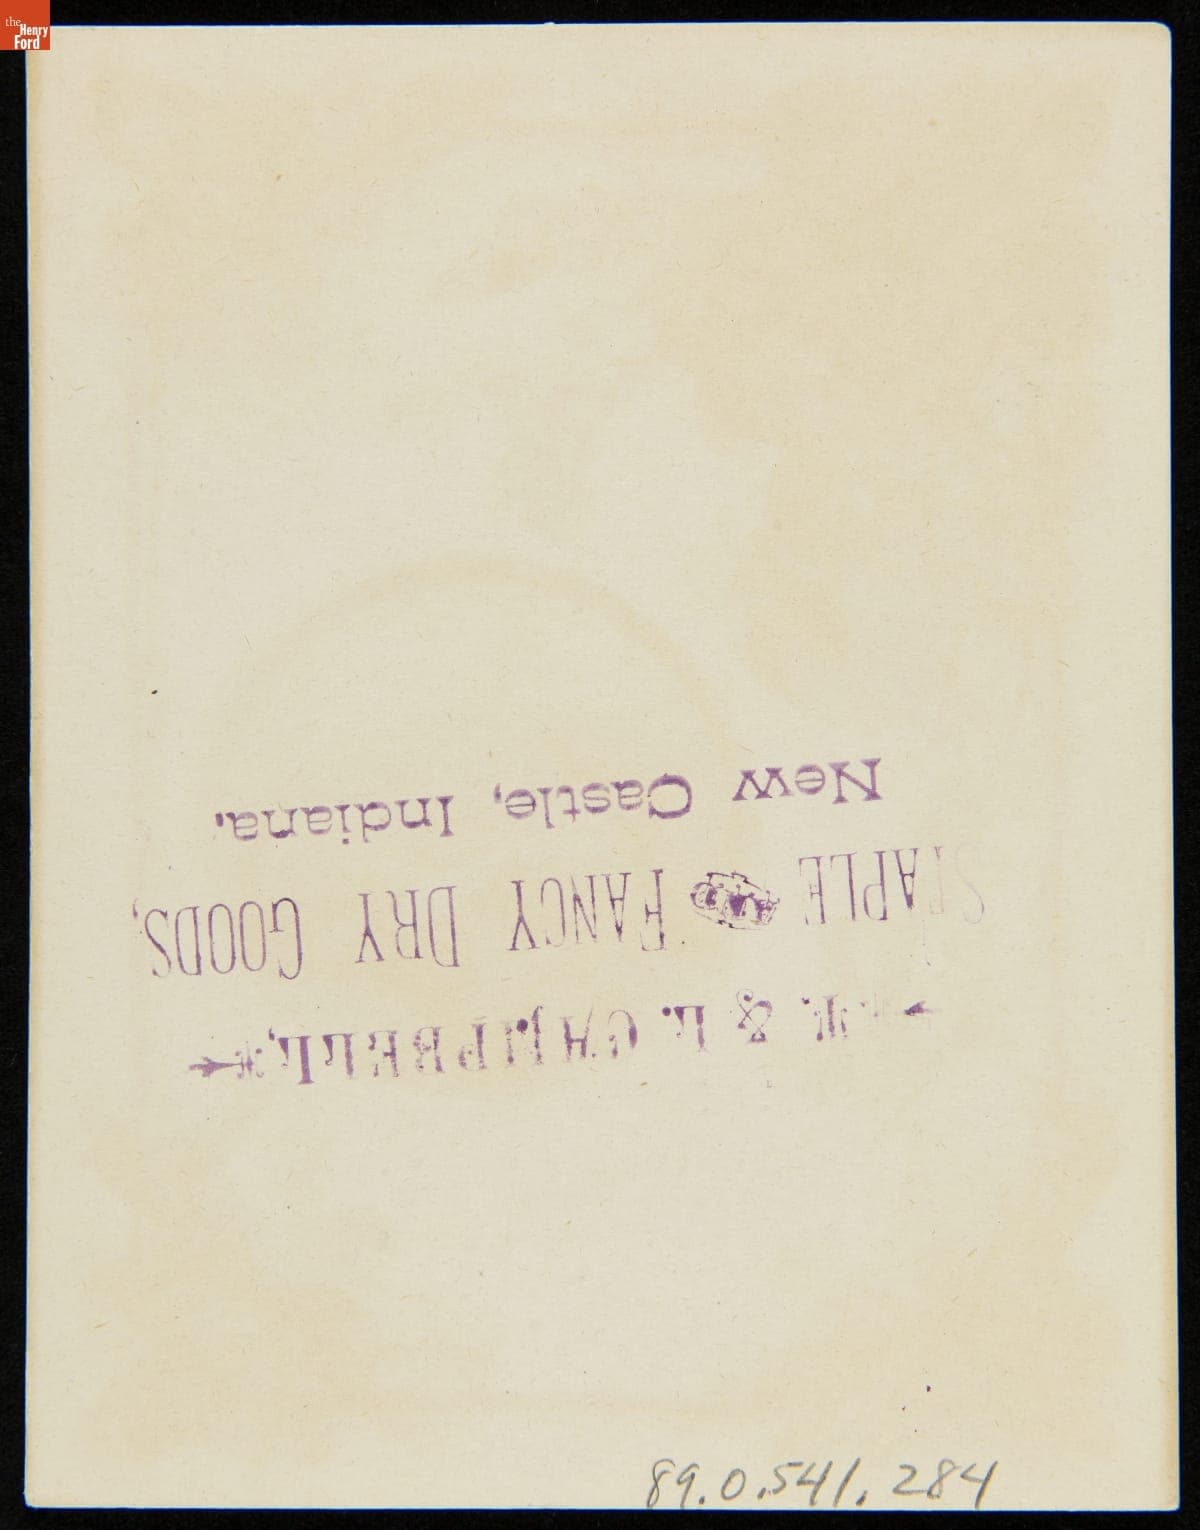 the
Henry
Ford
& L. CAMPBELL,
STAPLE FANCY DRY GOODS,
New Castle, Indiana.
89.0.541.284